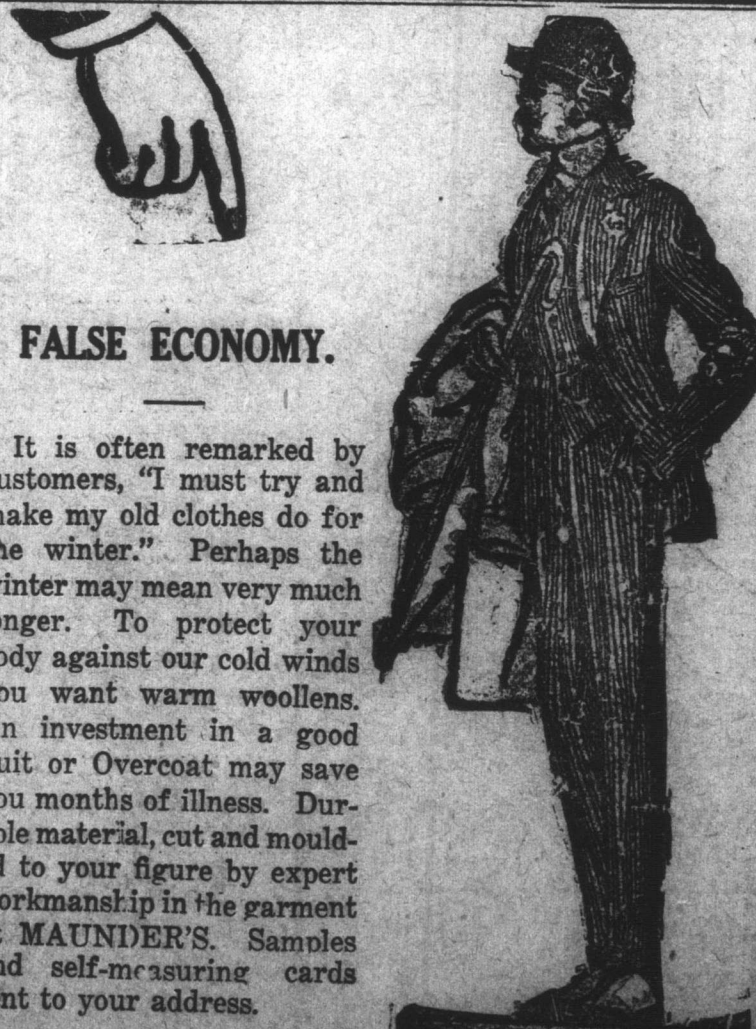 FALSE ECONOMY.
It is often remarked by
ustomers, "I must try and
ake my old clothes do for
he winter." Perhaps the
inter may mean very much
onger. To protect your
ody against our cold winds
ou want warm woollens.
n investment in a good
uit or Overcoat may save
ou months of illness. Dur-
ble material, cut and mould-
d to your figure by expert
orkmanship in the garment
t MAUNDER'S. Samples
nd self-measuring cards
nt to your address.